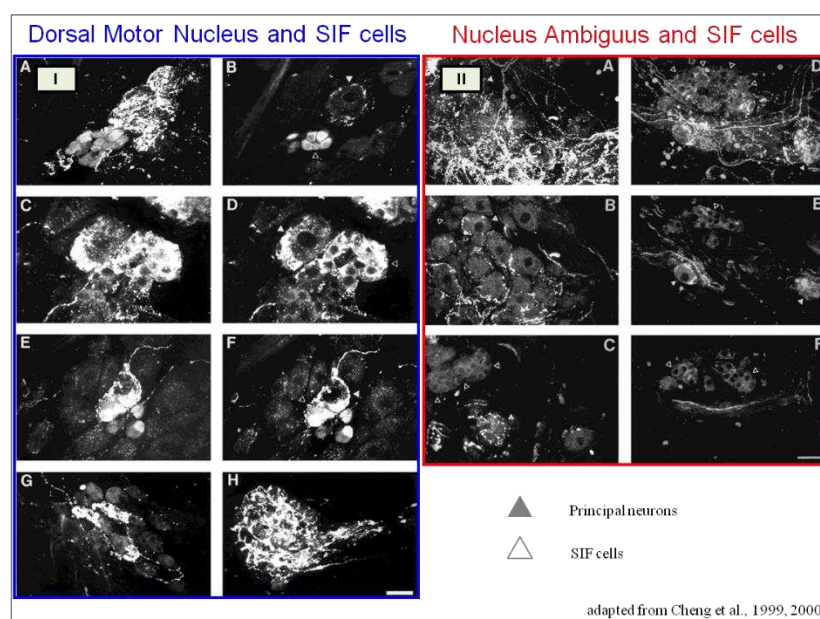 Dorsal Motor Nucleus and SIF cells
I
A
B
C
D
E
F
G
H
Nucleus Ambiguus and SIF cells
II
A
D
B
E
C
F
Principal neurons
SIF cells
adapted from Cheng et al., 1999, 2000